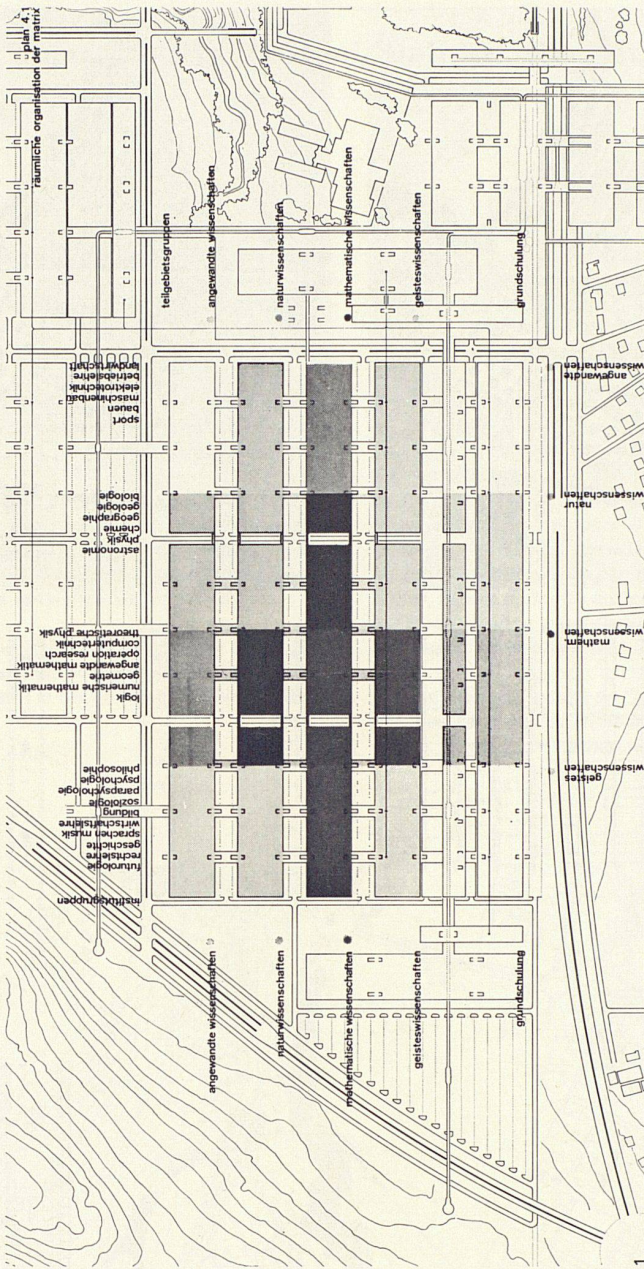 plan 4.1
räumliche organisation der matrix
teilgebietsgruppen
angewandte wissenschaften
naturwissenschaften
mathematische wissenschaften
geisteswissenschaften
grundschulung
landwirtschaft
betriebslehre
elektrotechnik
maschinenbau
bauen
sport
biologie
geologie
geographie
chemie
physik
astronomie
theoretische physik
computertechnik
operation research
angewandte mathematik
geometrie
numerische mathematik
logik
philosophie
psychologie
parapsychologie
soziologie
bildung
wirtschaftslehre
sprachen musik
geschichte
rechtslehre
futurologie
institutsgruppen
angewandte wissenschaften
naturwissenschaften
mathematische wissenschaften
geisteswissenschaften
grundschulung
angewandte
wissenschaften
natur
wissenschaften
mathem.
wissenschaften
geistes
wissenschaften
1